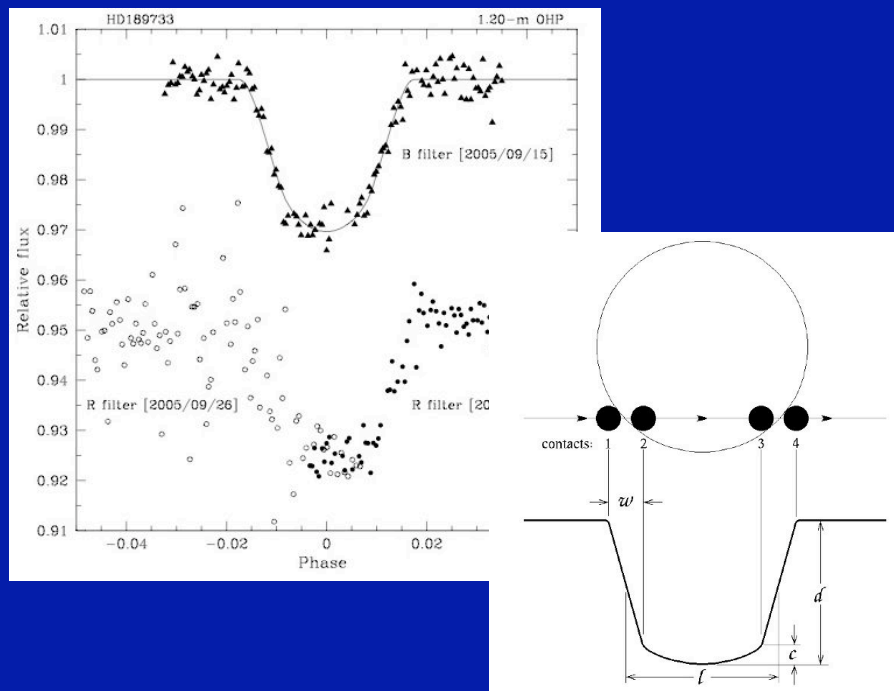 HD189733 1.20-m OHP
1.01
1
0.99
0.98
0.97
0.96
0.95
0.94
0.93
0.92
0.91
Relative flux
B filter [2005/09/15]
R filter [2005/09/26]
R filter [20
-0.04 -0.02 0 0.02
Phase
contacts: 1 2 3 4
w
d
c
l